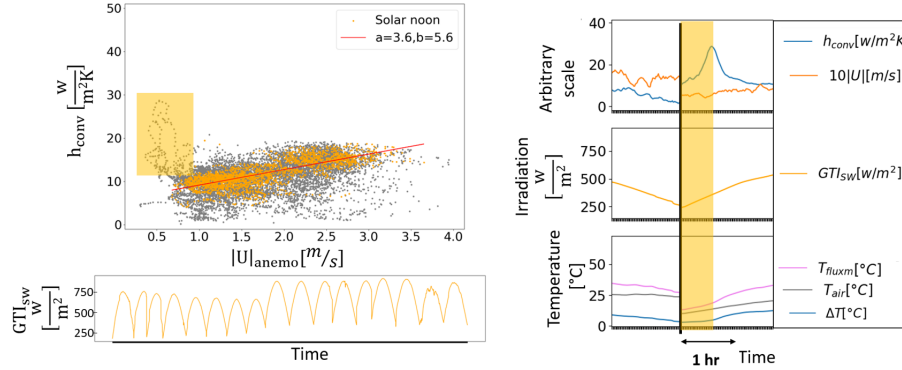 60
50
40
30
20
10
0
h_conv [w/m²K]
Solar noon
a=3.6,b=5.6
0.5 1.0 1.5 2.0 2.5 3.0 3.5 4.0
|U|_anemo[m/s]
GTI_sw [w/m²]
750
500
250
Time
Arbitrary
scale
40
20
0
h_conv[w/m²K]
10|U|[m/s]
Irradiation
[w/m²]
750
500
250
GTI_SW[w/m²]
Temperature
[°C]
50
25
0
T_fluxm[°C]
T_air[°C]
ΔT[°C]
1 hr Time